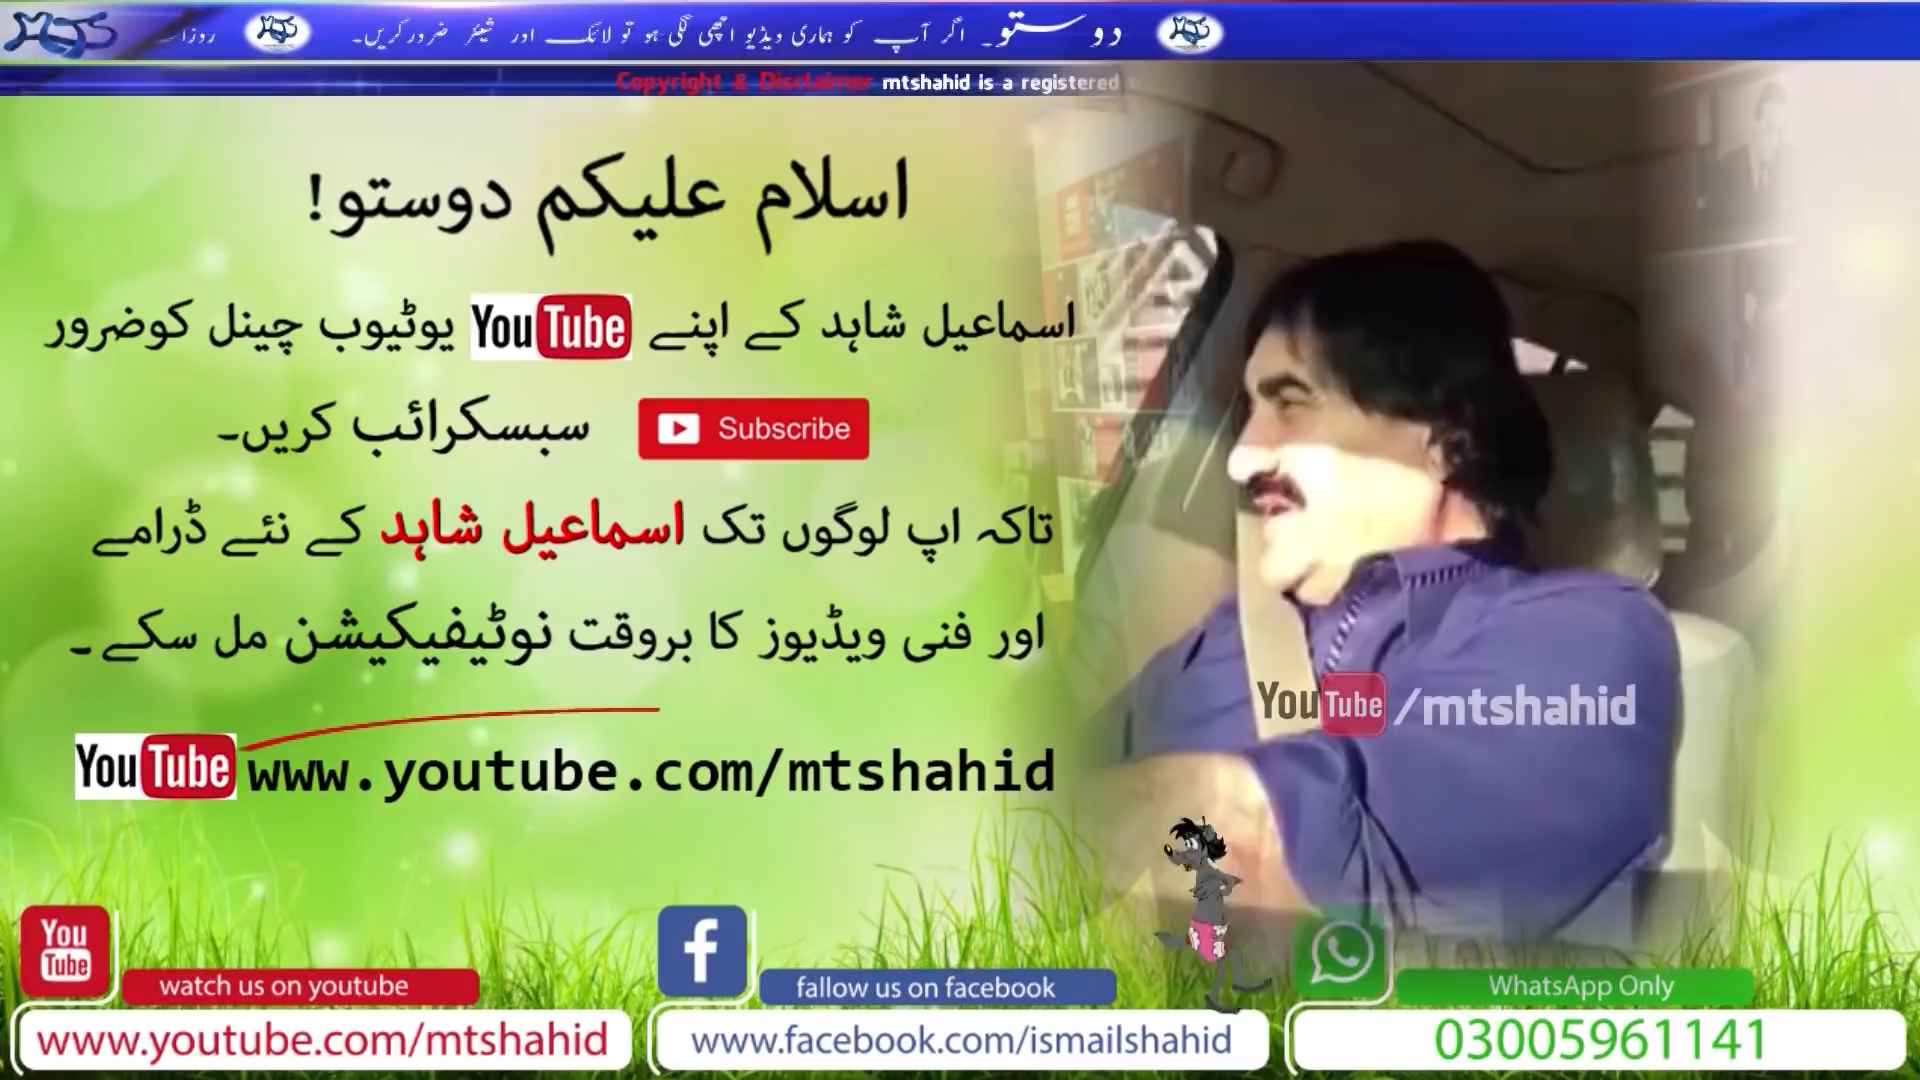 دوستو۔ اگر آپ کو ہماری ویڈیو اچھی لگی ہو تو لائک اور شیئر ضرور کریں۔
Copyright & Disclaimer mtshahid is a registered
اسلام علیکم دوستو!
اسماعیل شاہد کے اپنے YouTube یوٹیوب چینل کوضرور
Subscribe سبسکرائب کریں۔
تاکہ اپ لوگوں تک اسماعیل شاہد کے نئے ڈرامے
اور فنی ویڈیوز کا بروقت نوٹیفیکیشن مل سکے۔
YouTube /mtshahid
YouTube www.youtube.com/mtshahid
You Tube
watch us on youtube
www.youtube.com/mtshahid
fallow us on facebook
www.facebook.com/ismailshahid
WhatsApp Only
03005961141